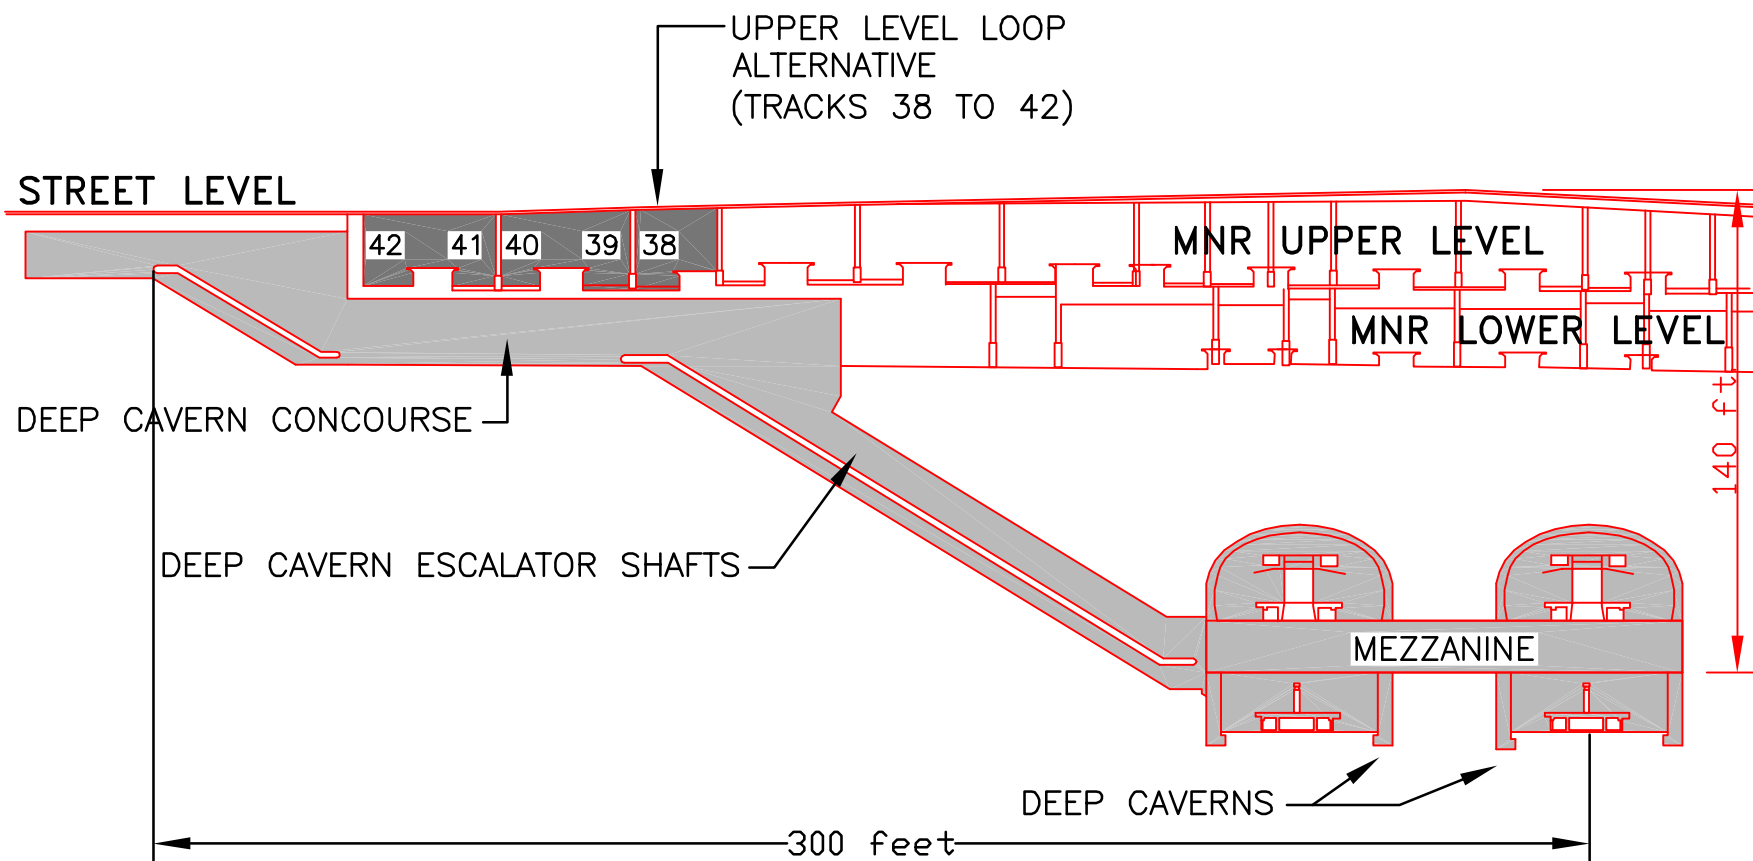 UPPER LEVEL LOOP
ALTERNATIVE
(TRACKS 38 TO 42)
STREET LEVEL
42 41 40 39 38
MNR UPPER LEVEL
MNR LOWER LEVEL
140 ft
DEEP CAVERN CONCOURSE
DEEP CAVERN ESCALATOR SHAFTS
MEZZANINE
DEEP CAVERNS
300 feet